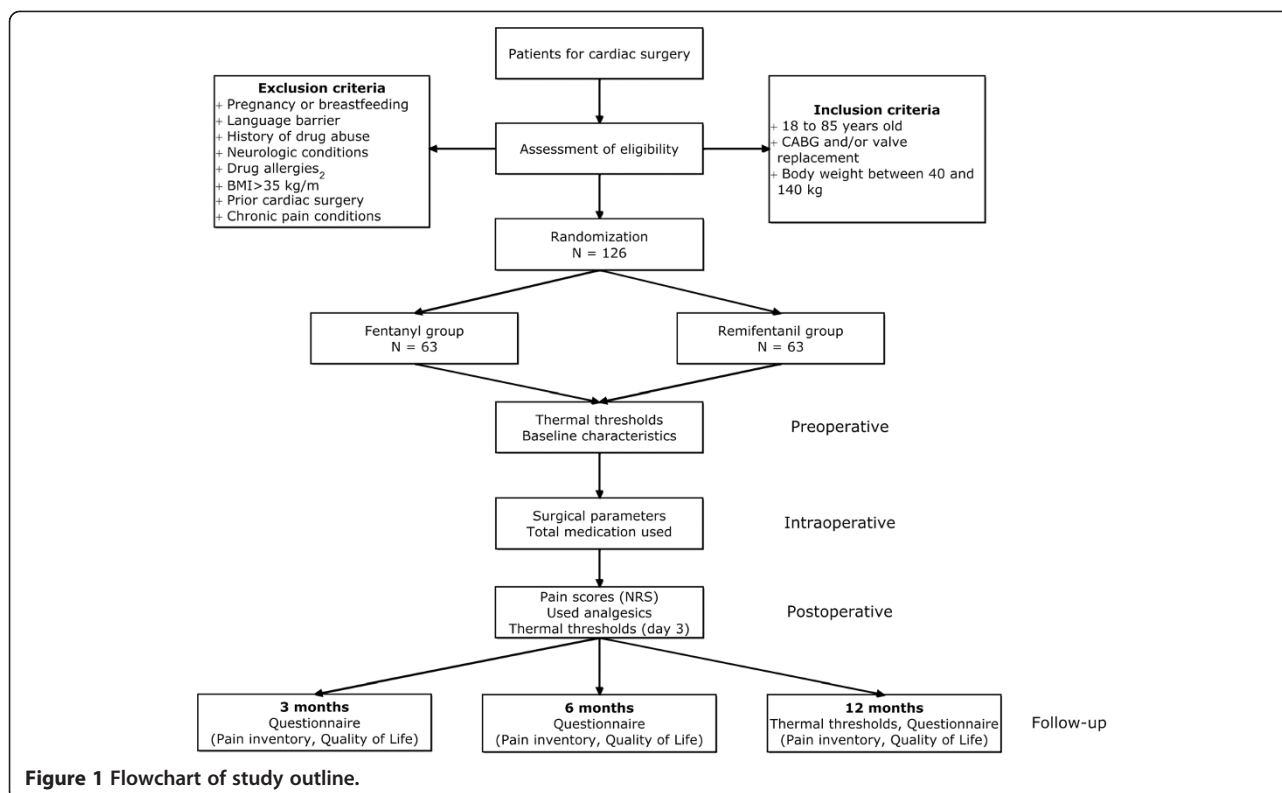 Patients for cardiac surgery
Exclusion criteria
+ Pregnancy or breastfeeding
+ Language barrier
+ History of drug abuse
+ Neurologic conditions
+ Drug allergies
+ BMI>35 kg/m2
+ Prior cardiac surgery
+ Chronic pain conditions
Assessment of eligibility
Inclusion criteria
+ 18 to 85 years old
+ CABG and/or valve
replacement
+ Body weight between 40 and
140 kg
Randomization
N = 126
Fentanyl group
N = 63
Remifentanil group
N = 63
Thermal thresholds
Baseline characteristics
Preoperative
Surgical parameters
Total medication used
Intraoperative
Pain scores (NRS)
Used analgesics
Thermal thresholds (day 3)
Postoperative
3 months
Questionnaire
(Pain inventory, Quality of Life)
6 months
Questionnaire
(Pain inventory, Quality of Life)
12 months
Thermal thresholds, Questionnaire
(Pain inventory, Quality of Life)
Follow-up
Figure 1 Flowchart of study outline.